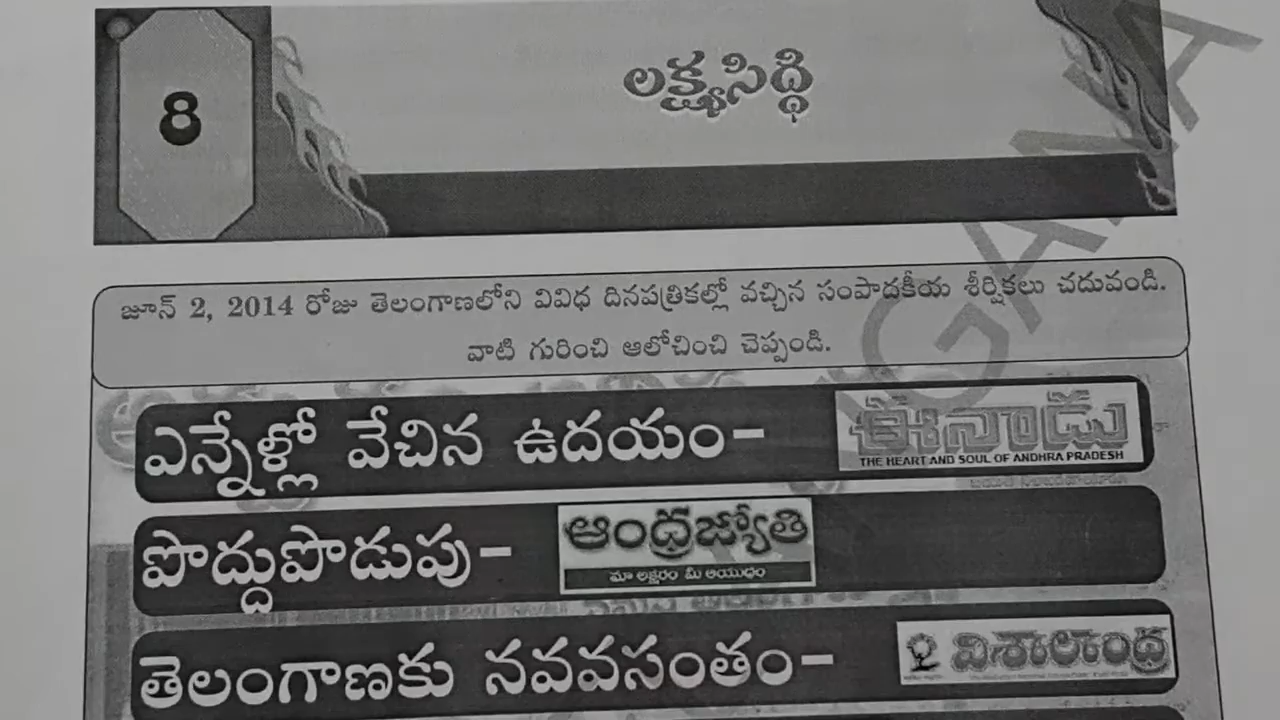 8
లక్ష్యసిద్ధి
జూన్ 2, 2014 రోజు తెలంగాణలోని వివిధ దినపత్రికల్లో వచ్చిన సంపాదకీయ శీర్షికలు చదువండి.
వాటి గురించి ఆలోచించి చెప్పండి.
ఎన్నేళ్లో వేచిన ఉదయం- ఈనాడు
THE HEART AND SOUL OF ANDHRA PRADESH
పొద్దుపొడుపు- ఆంధ్రజ్యోతి
మా అక్షరం మీ ఆయుధం
తెలంగాణకు నవవసంతం- విశాలాంధ్ర